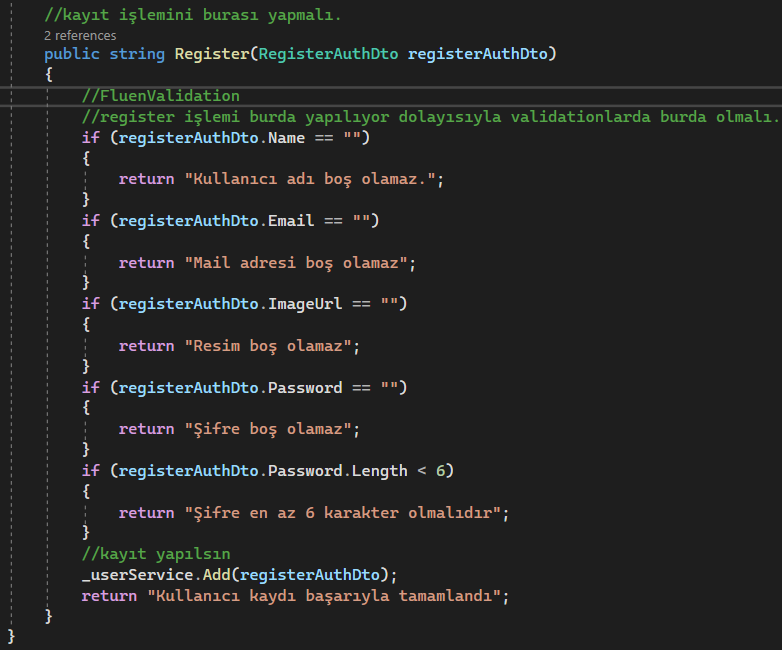 //kayıt işlemini burası yapmalı.
2 references
public string Register(RegisterAuthDto registerAuthDto)
{
//FluenValidation
//register işlemi burda yapılıyor dolayısıyla validationlarda burda olmalı.
if (registerAuthDto.Name == "")
{
return "Kullanıcı adı boş olamaz.";
}
if (registerAuthDto.Email == "")
{
return "Mail adresi boş olamaz";
}
if (registerAuthDto.ImageUrl == "")
{
return "Resim boş olamaz";
}
if (registerAuthDto.Password == "")
{
return "Şifre boş olamaz";
}
if (registerAuthDto.Password.Length < 6)
{
return "Şifre en az 6 karakter olmalıdır";
}
//kayıt yapılsın
_userService.Add(registerAuthDto);
return "Kullanıcı kaydı başarıyla tamamlandı";
}
}